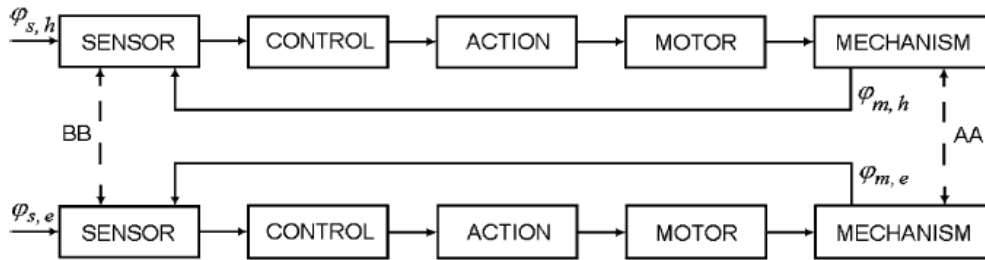 φs, h
SENSOR CONTROL ACTION MOTOR MECHANISM
φm, h
BB AA
φm, e
φs, e
SENSOR CONTROL ACTION MOTOR MECHANISM